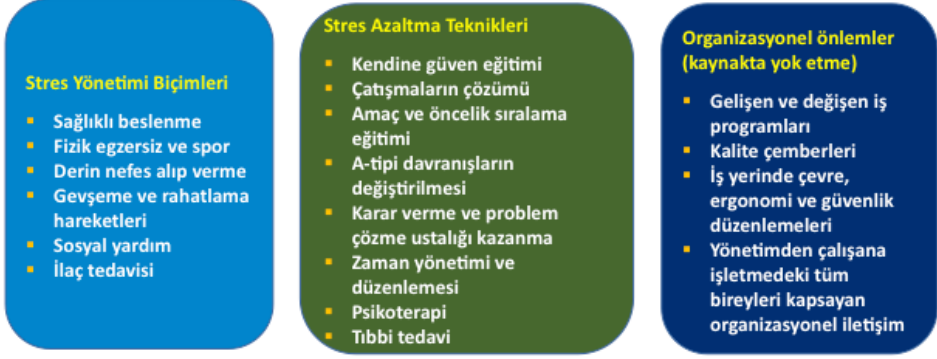 Stres Yönetimi Biçimleri
▪ Sağlıklı beslenme
▪ Fizik egzersiz ve spor
▪ Derin nefes alıp verme
▪ Gevşeme ve rahatlama
hareketleri
▪ Sosyal yardım
▪ İlaç tedavisi
Stres Azaltma Teknikleri
▪ Kendine güven eğitimi
▪ Çatışmaların çözümü
▪ Amaç ve öncelik sıralama
eğitimi
▪ A-tipi davranışların
değiştirilmesi
▪ Karar verme ve problem
çözme ustalığı kazanma
▪ Zaman yönetimi ve
düzenlemesi
▪ Psikoterapi
▪ Tıbbi tedavi
Organizasyonel önlemler
(kaynakta yok etme)
▪ Gelişen ve değişen iş
programları
▪ Kalite çemberleri
▪ İş yerinde çevre,
ergonomi ve güvenlik
düzenlemeleri
▪ Yönetimden çalışana
işletmedeki tüm
bireyleri kapsayan
organizasyonel iletişim